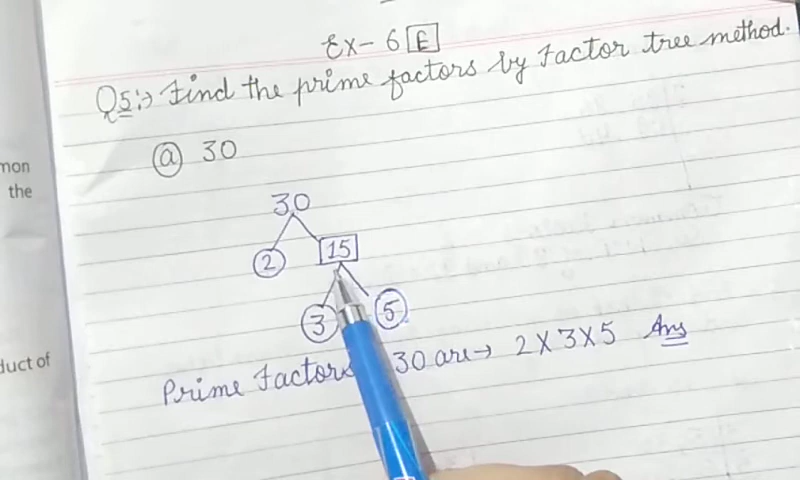 Ex- 6 E
Q5:-> Find the prime factors by Factor tree method.
a 30
mon
the
30
2 15
3 5
duct of
Prime Factors 30 are→ 2 X 3 X 5 Ans